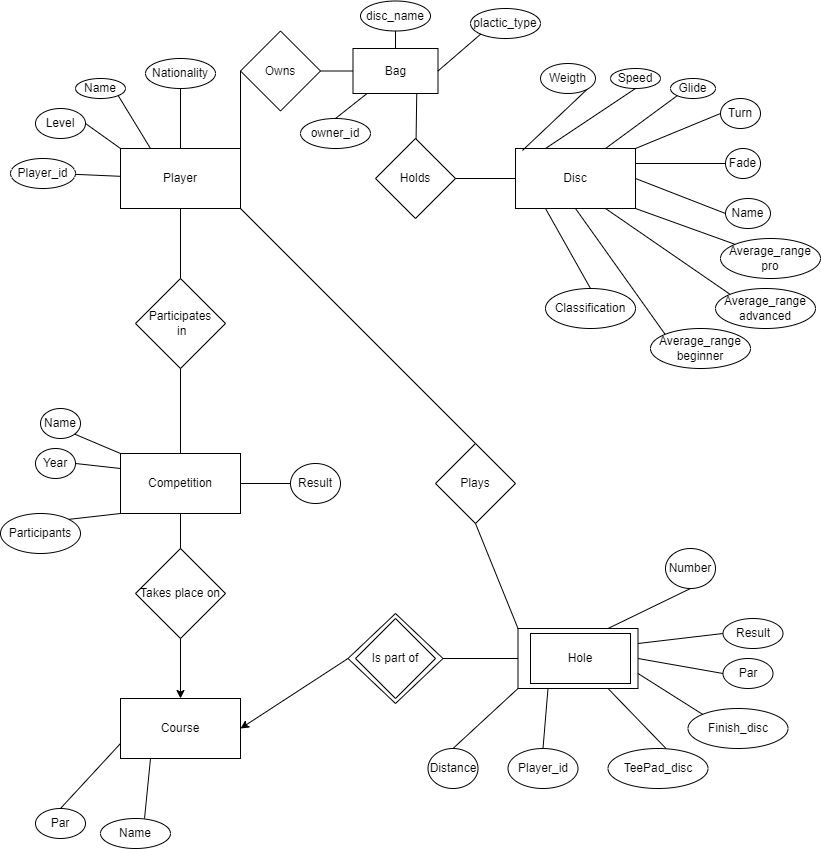 disc_name
plactic_type
Owns
Bag
Nationality
Name
Level
Player_id
Player
owner_id
Holds
Weigth
Speed
Glide
Turn
Fade
Name
Disc
Average_range
pro
Average_range
advanced
Average_range
beginner
Classification
Participates
in
Name
Year
Participants
Competition
Result
Plays
Takes place on
Is part of
Hole
Number
Result
Par
Finish_disc
TeePad_disc
Player_id
Distance
Course
Par
Name